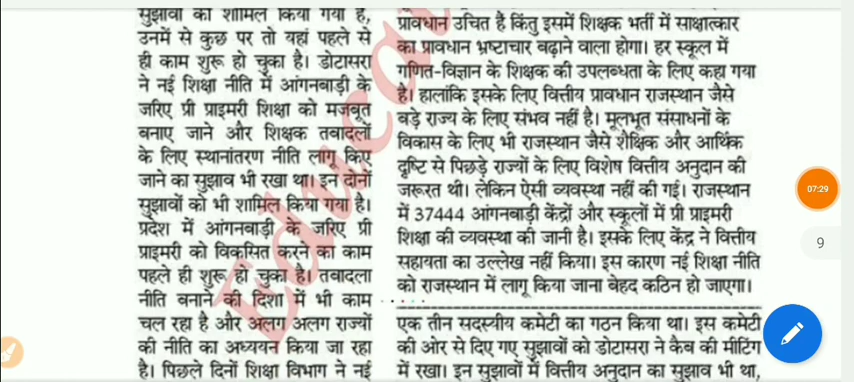 सुझावों को शामिल किया गया है,
उनमें से कुछ पर तो यहां पहले से
ही काम शुरू हो चुका है। डोटासरा
ने नई शिक्षा नीति में आंगनबाड़ी के
जरिए प्री प्राइमरी शिक्षा को मजबूत
बनाए जाने और शिक्षक तबादलों
के लिए स्थानांतरण नीति लागू किए
जाने का सुझाव भी रखा था। इन दोनों
सुझावों को भी शामिल किया गया है।
प्रदेश में आंगनबाड़ी के जरिए प्री
प्राइमरी को विकसित करने का काम
पहले ही शुरू हो चुका है। तबादला
नीति बनाने की दिशा में भी काम
चल रहा है और अलग अलग राज्यों
की नीति का अध्ययन किया जा रहा
है। पिछले दिनों शिक्षा विभाग ने नई
प्रावधान उचित है किंतु इसमें शिक्षक भर्ती में साक्षात्कार
का प्रावधान भ्रष्टाचार बढ़ाने वाला होगा। हर स्कूल में
गणित-विज्ञान के शिक्षक की उपलब्धता के लिए कहा गया
है। हालांकि इसके लिए वित्तीय प्रावधान राजस्थान जैसे
बड़े राज्य के लिए संभव नहीं है। मूलभूत संसाधनों के
विकास के लिए भी राजस्थान जैसे शैक्षिक और आर्थिक
दृष्टि से पिछड़े राज्यों के लिए विशेष वित्तीय अनुदान की
जरूरत थी। लेकिन ऐसी व्यवस्था नहीं की गई। राजस्थान
में 37444 आंगनबाड़ी केंद्रों और स्कूलों में प्री प्राइमरी
शिक्षा की व्यवस्था की जानी है। इसके लिए केंद्र ने वित्तीय
सहायता का उल्लेख नहीं किया। इस कारण नई शिक्षा नीति
को राजस्थान में लागू किया जाना बेहद कठिन हो जाएगा।
एक तीन सदस्यीय कमेटी का गठन किया था। इस कमेटी
की ओर से दिए गए सुझावों को डोटासरा ने कैब की मीटिंग
में रखा। इन सुझावों में वित्तीय अनुदान का सुझाव भी था,
Educa
07:29
9